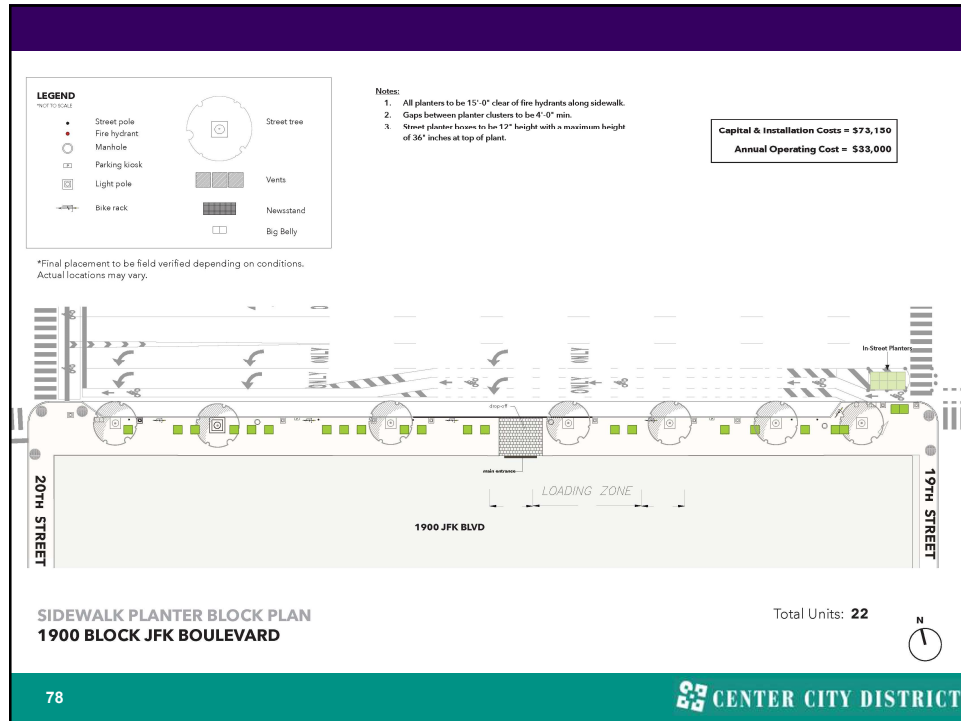 LEGEND
*NOT TO SCALE
Street pole
Fire hydrant
Manhole
Parking kiosk
Light pole
Bike rack
Street tree
Vents
Newsstand
Big Belly
Notes:
1. All planters to be 15'-0" clear of fire hydrants along sidewalk.
2. Gaps between planter clusters to be 4'-0" min.
3. Street planter boxes to be 12" height with a maximum height
of 36" inches at top of plant.
Capital & Installation Costs = $73,150
Annual Operating Cost = $33,000
*Final placement to be field verified depending on conditions.
Actual locations may vary.
In-Street Planters
ONLY
ONLY
ONLY
ONLY
drop-off
main entrance
LOADING ZONE
20TH STREET
19TH STREET
1900 JFK BLVD
SIDEWALK PLANTER BLOCK PLAN
1900 BLOCK JFK BOULEVARD
Total Units: 22
N
78
CENTER CITY DISTRICT